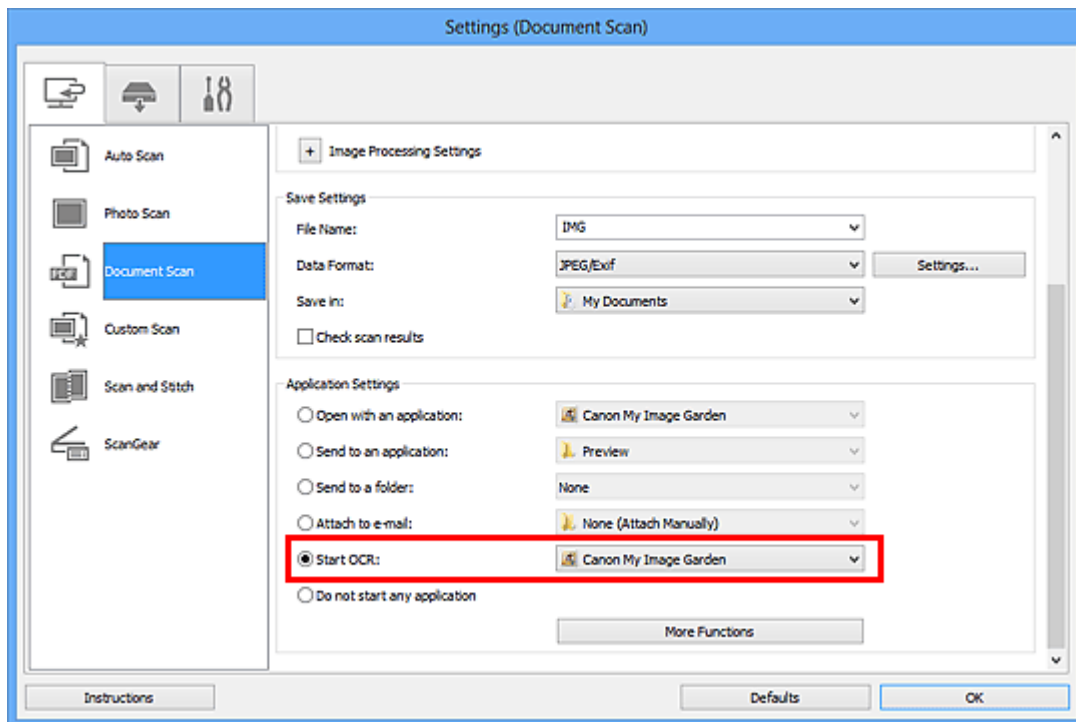 Settings (Document Scan)
Auto Scan
Photo Scan
PDF
Document Scan
Custom Scan
Scan and Stitch
ScanGear
+ Image Processing Settings
Save Settings
File Name: IMG
Data Format: JPEG/Exif Settings...
Save in: My Documents
Check scan results
Application Settings
Open with an application: Canon My Image Garden
Send to an application: Preview
Send to a folder: None
Attach to e-mail: None (Attach Manually)
Start OCR: Canon My Image Garden
Do not start any application
More Functions
Instructions Defaults OK